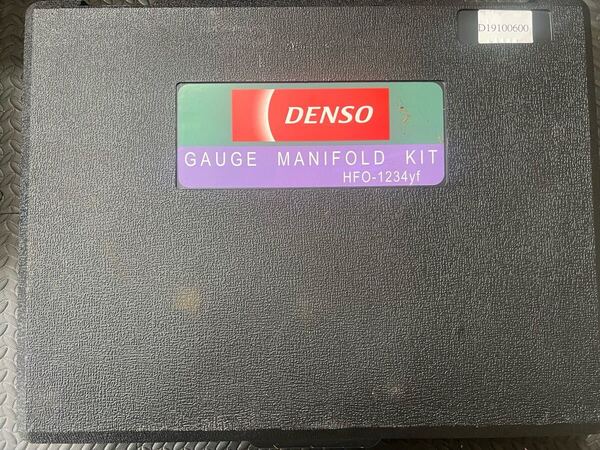 D19100600
DENSO
GAUGE MANIFOLD KIT
HFO-1234yf